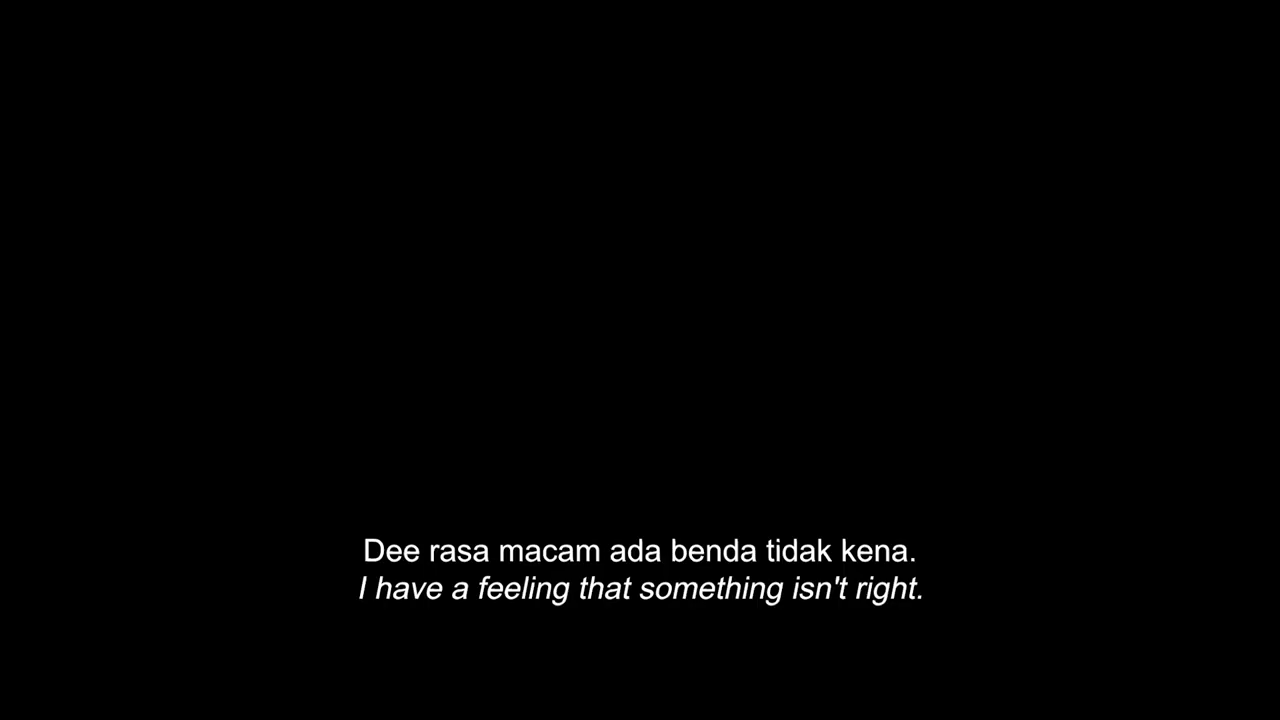 Dee rasa macam ada benda tidak kena.
I have a feeling that something isn't right.